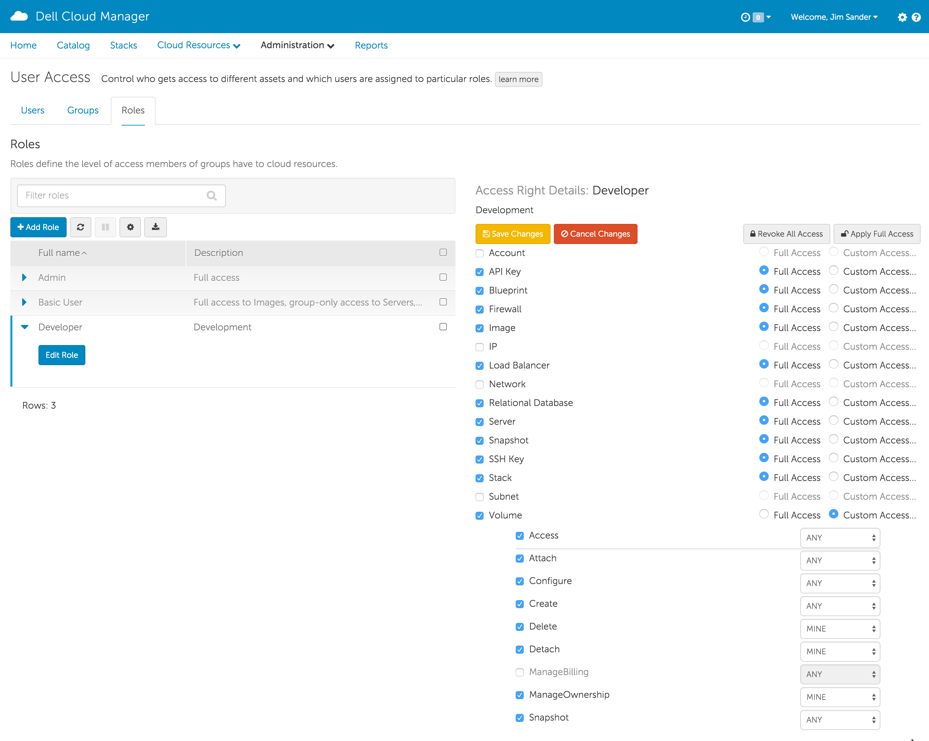 Dell Cloud Manager
0
Welcome, Jim Sander
Home Catalog Stacks Cloud Resources Administration Reports
User Access Control who gets access to different assets and which users are assigned to particular roles. learn more
Users Groups Roles
Roles
Roles define the level of access members of groups have to cloud resources.
Filter roles
+ Add Role
Full name Description
Admin Full access
Basic User Full access to Images, group-only access to Servers,...
Developer Development
Edit Role
Rows: 3
Access Right Details: Developer
Development
Save Changes Cancel Changes Revoke All Access Apply Full Access
Account Full Access Custom Access...
API Key Full Access Custom Access...
Blueprint Full Access Custom Access...
Firewall Full Access Custom Access...
Image Full Access Custom Access...
IP Full Access Custom Access...
Load Balancer Full Access Custom Access...
Network Full Access Custom Access...
Relational Database Full Access Custom Access...
Server Full Access Custom Access...
Snapshot Full Access Custom Access...
SSH Key Full Access Custom Access...
Stack Full Access Custom Access...
Subnet Full Access Custom Access...
Volume Full Access Custom Access...
Access ANY
Attach ANY
Configure ANY
Create ANY
Delete MINE
Detach MINE
ManageBilling ANY
ManageOwnership MINE
Snapshot ANY